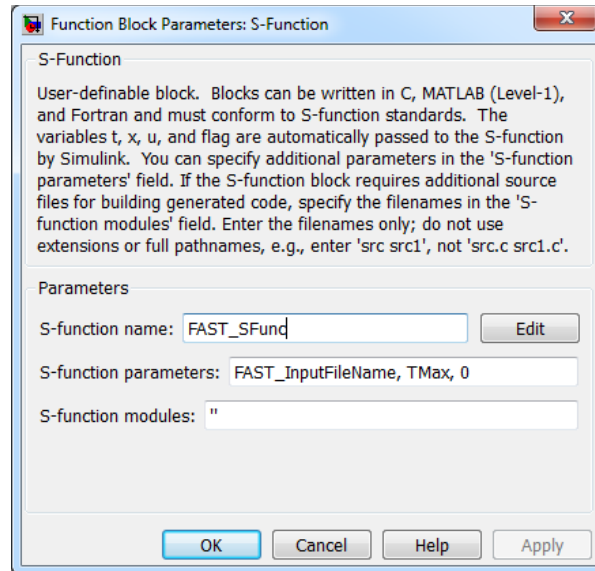 Function Block Parameters: S-Function
S-Function
User-definable block.  Blocks can be written in C, MATLAB (Level-1),
and Fortran and must conform to S-function standards.  The
variables t, x, u, and flag are automatically passed to the S-function
by Simulink.  You can specify additional parameters in the 'S-function
parameters' field. If the S-function block requires additional source
files for building generated code, specify the filenames in the 'S-
function modules' field. Enter the filenames only; do not use
extensions or full pathnames, e.g., enter 'src src1', not 'src.c src1.c'.
Parameters
S-function name: FAST_SFunc Edit
S-function parameters: FAST_InputFileName, TMax, 0
S-function modules: ''
OK Cancel Help Apply